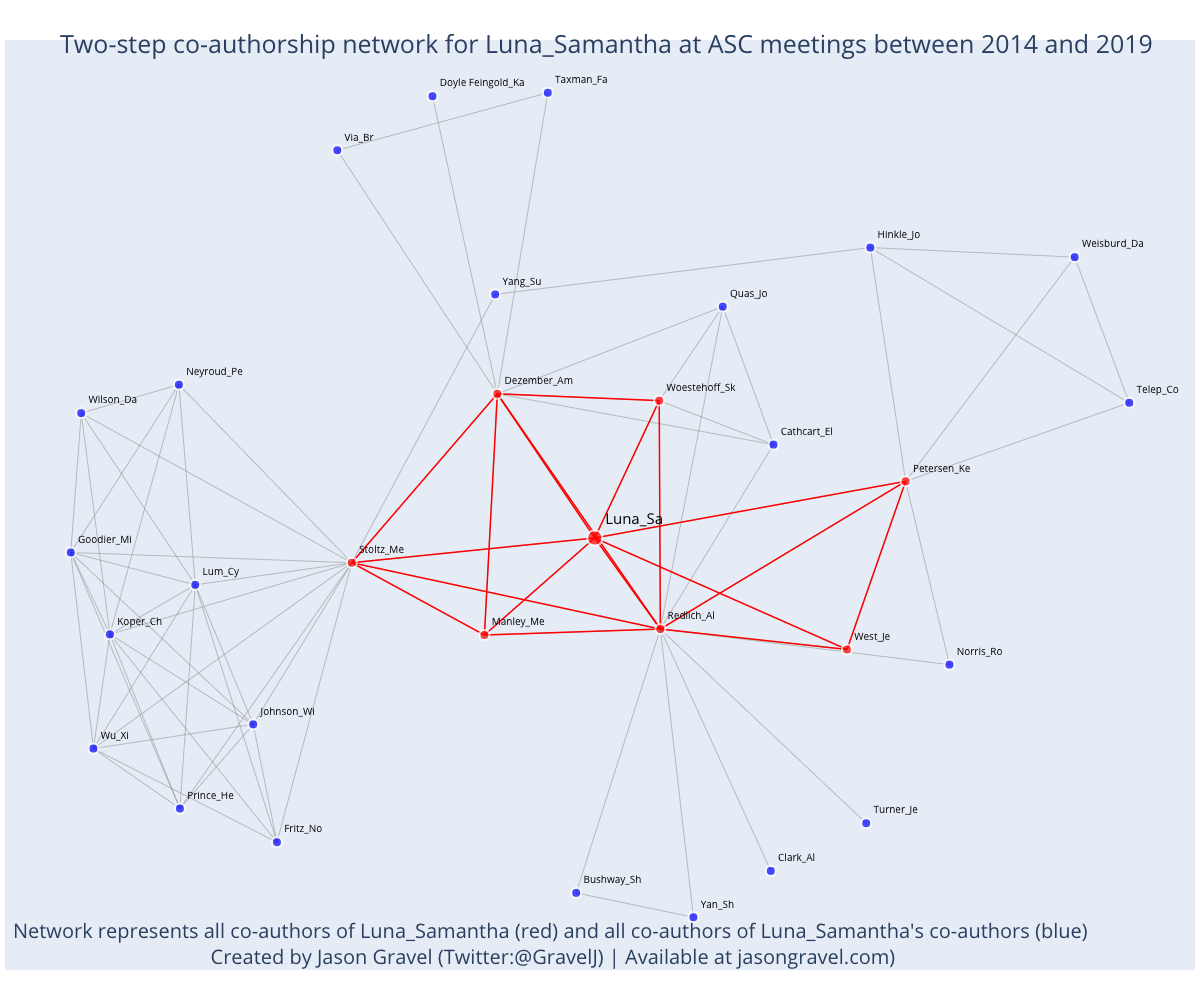 Two-step co-authorship network for Luna_Samantha at ASC meetings between 2014 and 2019
Doyle Feingold_Ka
Taxman_Fa
Via_Br
Hinkle_Jo
Weisburd_Da
Yang_Su
Quas_Jo
Neyroud_Pe
Dezember_Am
Woestehoff_Sk
Telep_Co
Wilson_Da
Cathcart_El
Petersen_Ke
Luna_Sa
Goodier_Mi
Stoltz_Me
Lum_Cy
Koper_Ch
Manley_Me
Redlich_Al
West_Je
Norris_Ro
Johnson_Wi
Wu_Xi
Prince_He
Turner_Je
Fritz_No
Clark_Al
Bushway_Sh
Yan_Sh
Network represents all co-authors of Luna_Samantha (red) and all co-authors of Luna_Samantha's co-authors (blue)
Created by Jason Gravel (Twitter:@GravelJ) | Available at jasongravel.com)